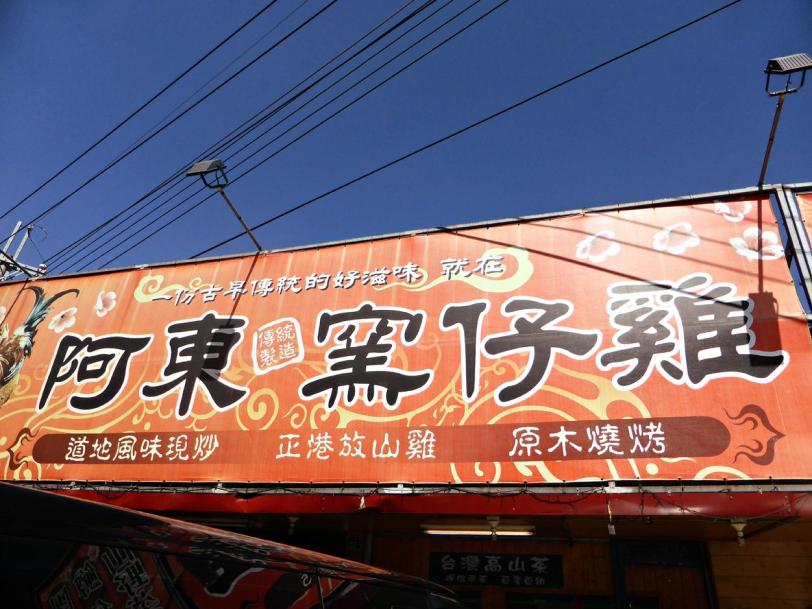 一份古早傳統的好滋味 就在
阿東 窯仔雞
傳統
製造
道地風味現炒 正港放山雞 原木燒烤
台灣高山茶